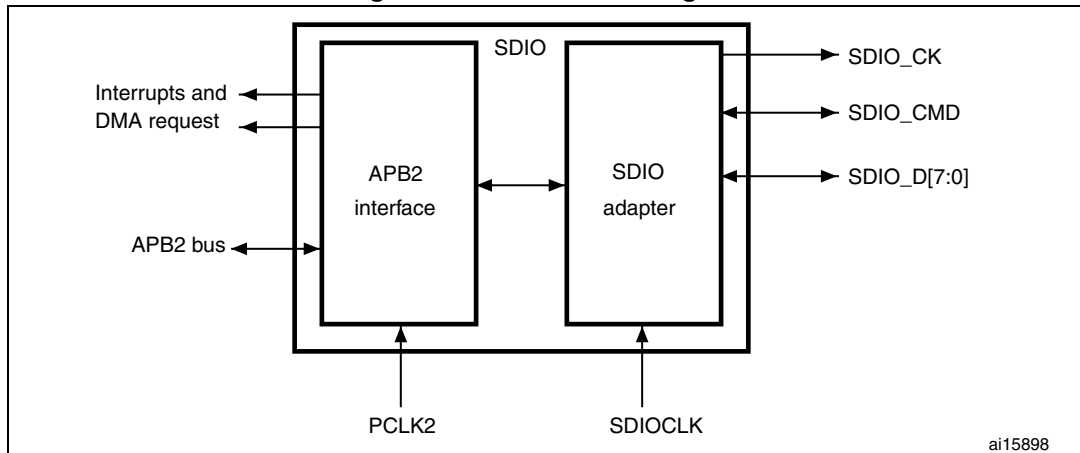 SDIO
Interrupts and
DMA request
APB2
interface
APB2 bus
SDIO
adapter
SDIO_CK
SDIO_CMD
SDIO_D[7:0]
PCLK2
SDIOCLK
ai15898